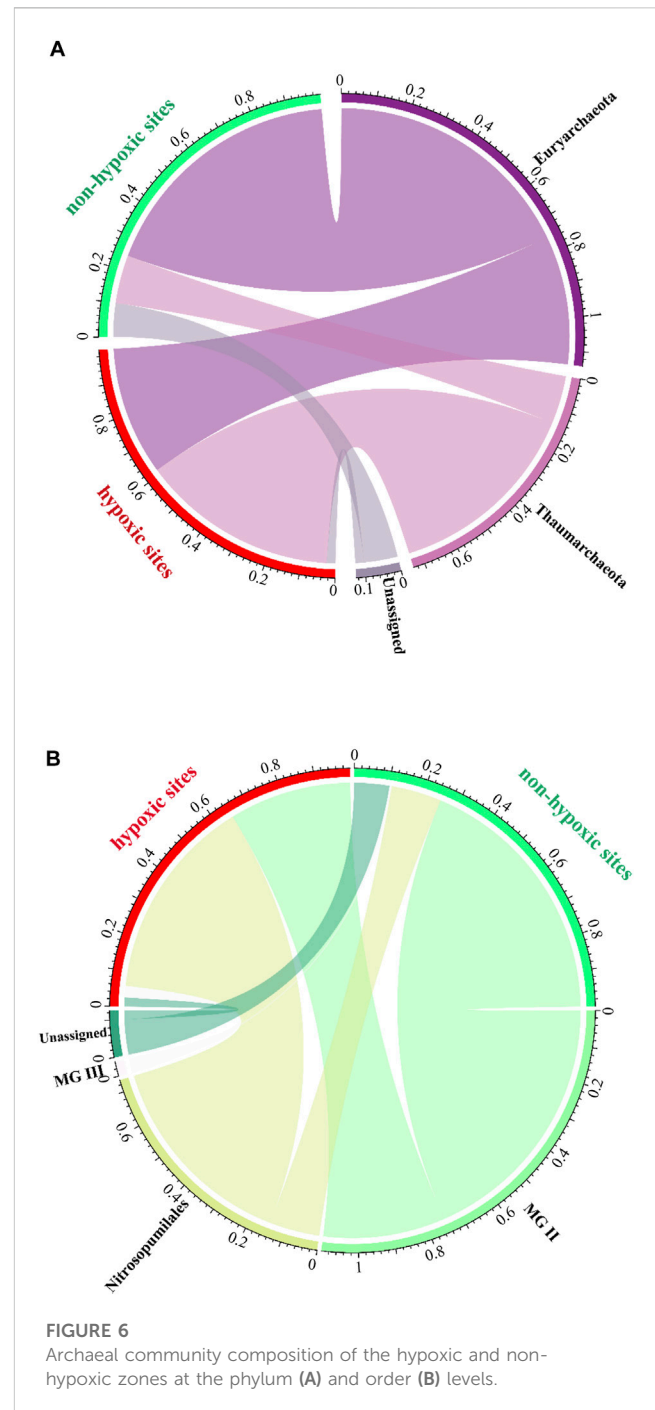 A
non-hypoxic sites
0
0.2
0.4
0.6
0.8
Euryarchaeota
0
0.2
0.4
0.6
0.8
1
Thaumarchaeota
0
0.2
0.4
0.6
Unassigned
0
0.1
hypoxic sites
0
0.2
0.4
0.6
0.8
B
hypoxic sites
0
0.2
0.4
0.6
0.8
non-hypoxic sites
0
0.2
0.4
0.6
0.8
MG II
0
0.2
0.4
0.6
0.8
1
Nitrosopumilales
0
0.2
0.4
0.6
MG III
0
Unassigned
0
FIGURE 6
Archaeal community composition of the hypoxic and non-
hypoxic zones at the phylum (A) and order (B) levels.